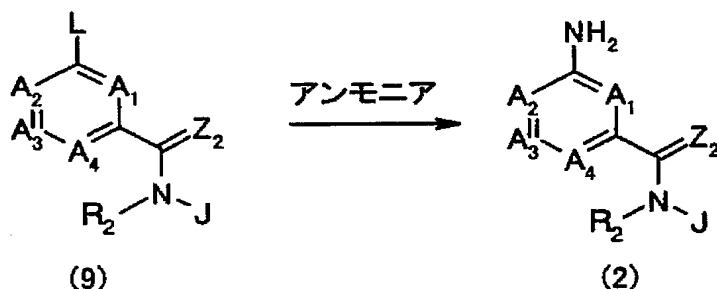 L
NH₂
A₂ A₁
アンモニア
A₂ A₁
A₃ Z₂
A₃ Z₂
A₄
A₄
N
N
R₂ J
R₂ J
(9)
(2)